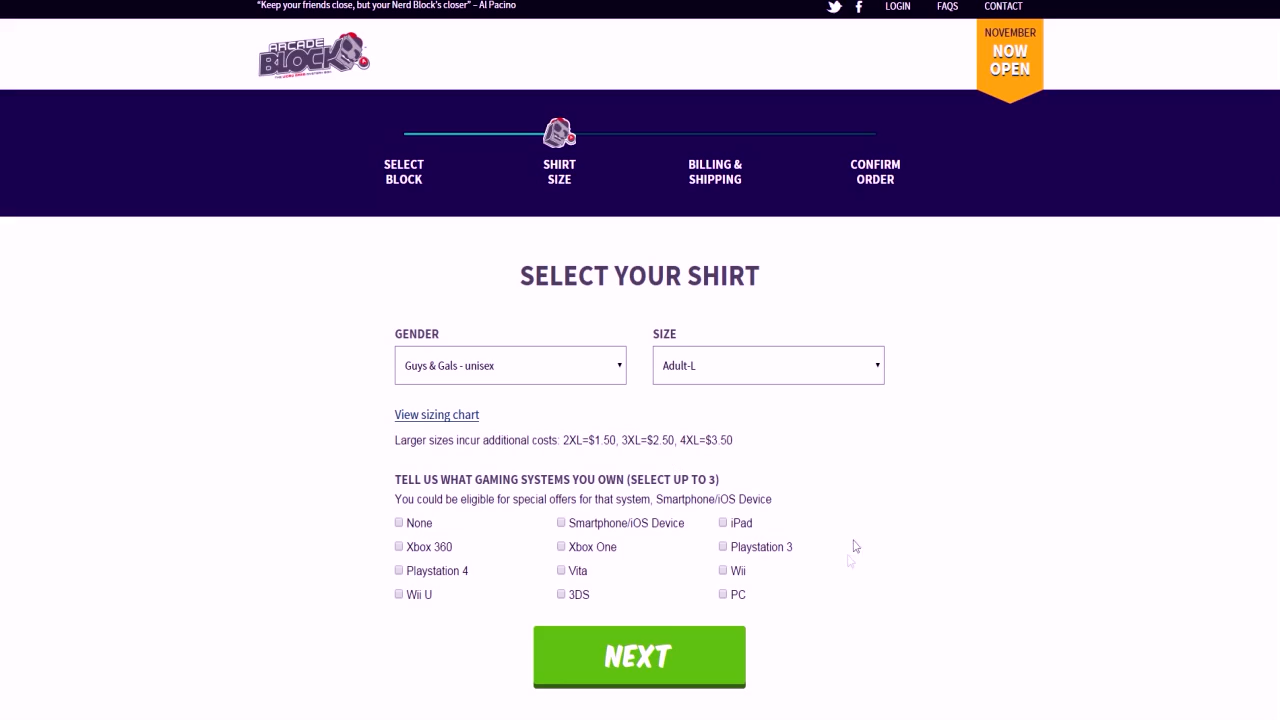 “Keep your friends close, but your Nerd Block's closer” – Al Pacino
LOGIN FAQS CONTACT
ARCADE
BLOCK
NOVEMBER
NOW
OPEN
SELECT BLOCK
SHIRT SIZE
BILLING & SHIPPING
CONFIRM ORDER
SELECT YOUR SHIRT
GENDER SIZE
Guys & Gals - unisex Adult-L
View sizing chart
Larger sizes incur additional costs: 2XL=$1.50, 3XL=$2.50, 4XL=$3.50
TELL US WHAT GAMING SYSTEMS YOU OWN (SELECT UP TO 3)
You could be eligible for special offers for that system, Smartphone/iOS Device
None Smartphone/iOS Device iPad
Xbox 360 Xbox One Playstation 3
Playstation 4 Vita Wii
Wii U 3DS PC
NEXT